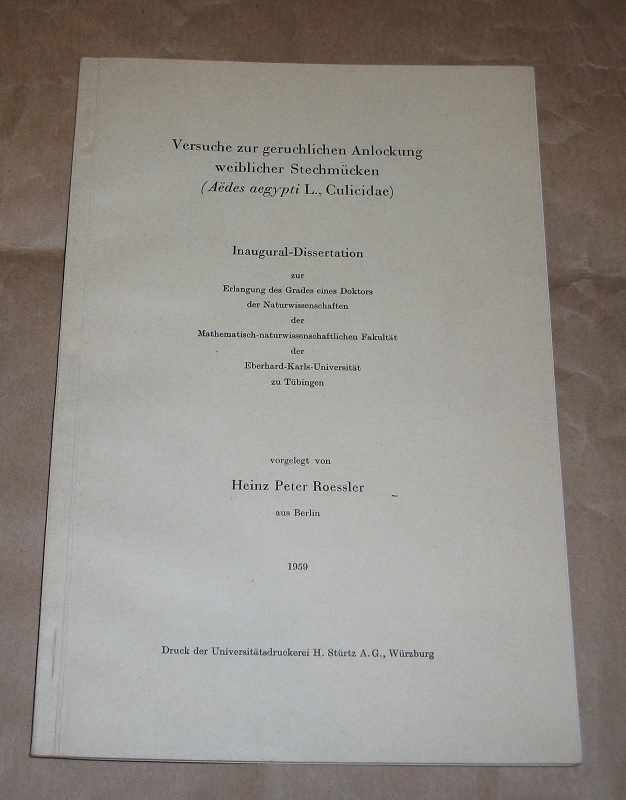 Versuche zur geruchlichen Anlockung
weiblicher Stechmücken
(Aëdes aegypti L., Culicidae)
Inaugural-Dissertation
zur
Erlangung des Grades eines Doktors
der Naturwissenschaften
der
Mathematisch-naturwissenschaftlichen Fakultät
der
Eberhard-Karls-Universität
zu Tübingen
vorgelegt von
Heinz Peter Roessler
aus Berlin
1959
Druck der Universitätsdruckerei H. Stürtz A.G., Würzburg